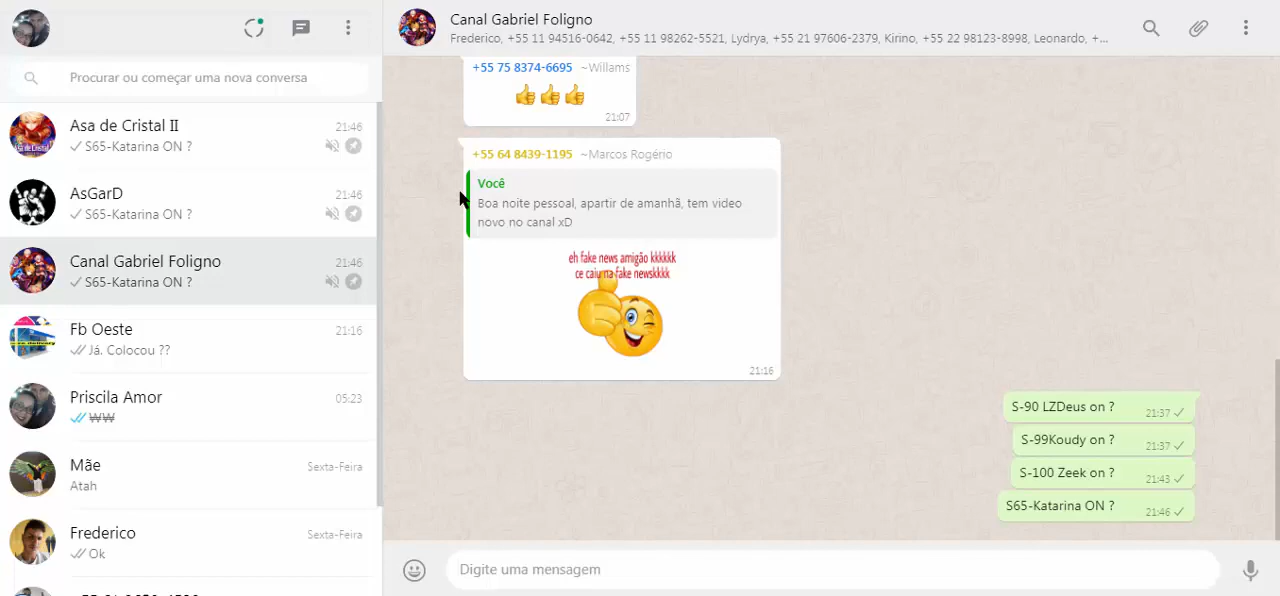 Procurar ou começar uma nova conversa
Asa de Cristal II
21:46
S65-Katarina ON ?
AsGarD
21:46
S65-Katarina ON ?
Canal Gabriel Foligno
21:46
S65-Katarina ON ?
Fb Oeste
21:16
Já. Colocou ??
Priscila Amor
05:23
WW
Mãe
Sexta-Feira
Atah
Frederico
Sexta-Feira
Ok
Canal Gabriel Foligno
Frederico, +55 11 94516-0642, +55 11 98262-5521, Lydrya, +55 21 97606-2379, Kirino, +55 22 98123-8998, Leonardo, +...
+55 75 8374-6695 ~Willams
21:07
+55 64 8439-1195 ~Marcos Rogério
Você
Boa noite pessoal, apartir de amanhã, tem video
novo no canal xD
eh fake news amigão kkkkkk
ce caiu na fake newskkkk
21:16
S-90 LZDeus on ? 21:37
S-99Koudy on ? 21:37
S-100 Zeek on ? 21:43
S65-Katarina ON ? 21:46
Digite uma mensagem